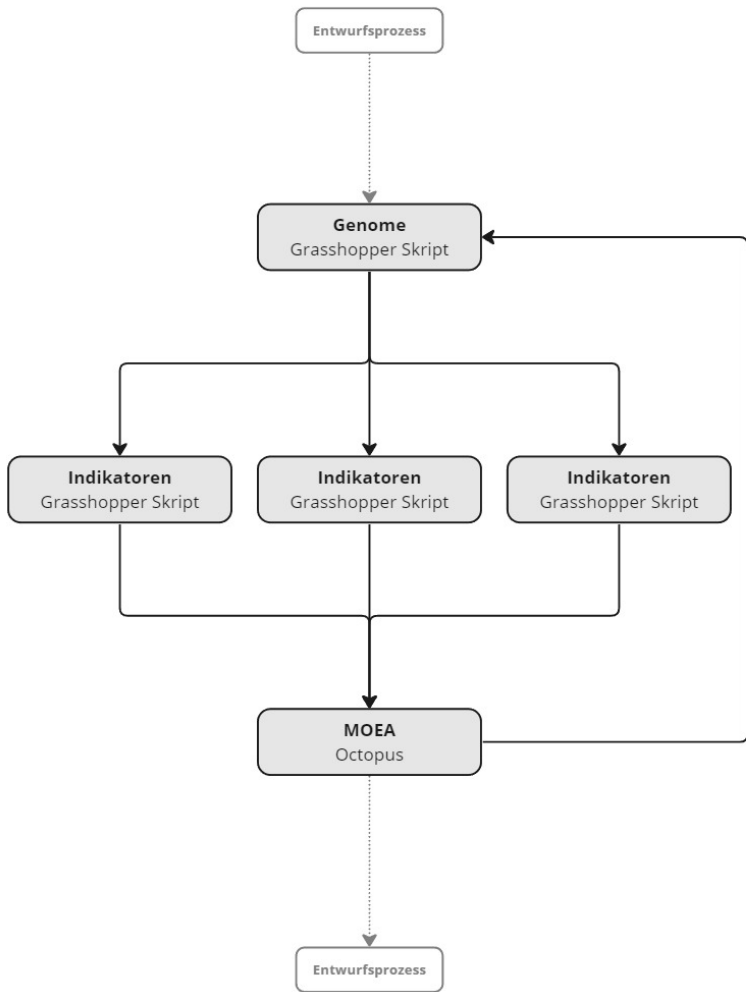 Entwurfsprozess
Genome
Grasshopper Skript
Indikatoren
Grasshopper Skript
Indikatoren
Grasshopper Skript
Indikatoren
Grasshopper Skript
MOEA
Octopus
Entwurfsprozess